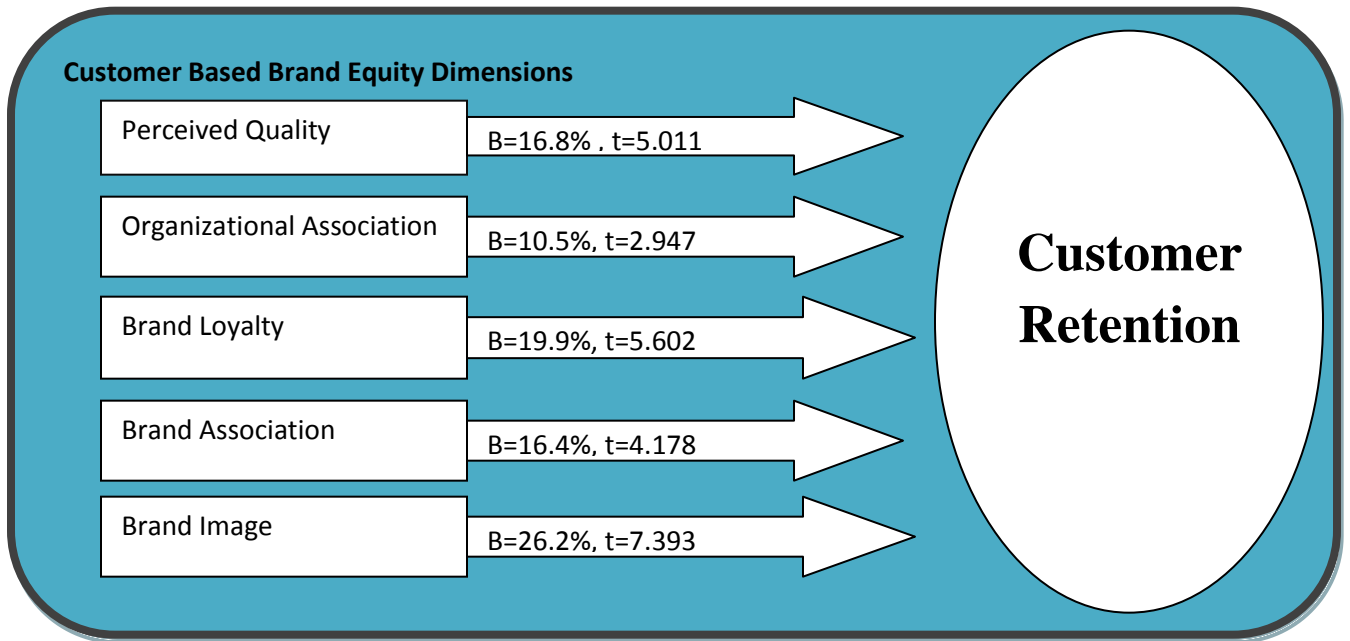 Customer Based Brand Equity Dimensions
Perceived Quality
B=16.8% , t=5.011
Organizational Association
B=10.5%, t=2.947
Brand Loyalty
B=19.9%, t=5.602
Brand Association
B=16.4%, t=4.178
Brand Image
B=26.2%, t=7.393
Customer
Retention